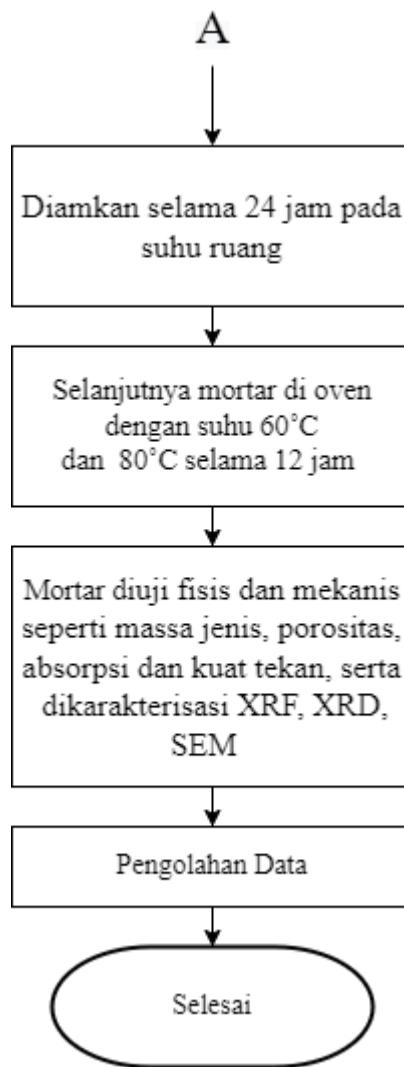 A
Diamkan selama 24 jam pada
suhu ruang
Selanjutnya mortar di oven
dengan suhu 60˚C
dan 80˚C selama 12 jam
Mortar diuji fisis dan mekanis
seperti massa jenis, porositas,
absorpsi dan kuat tekan, serta
dikarakterisasi XRF, XRD,
SEM
Pengolahan Data
Selesai